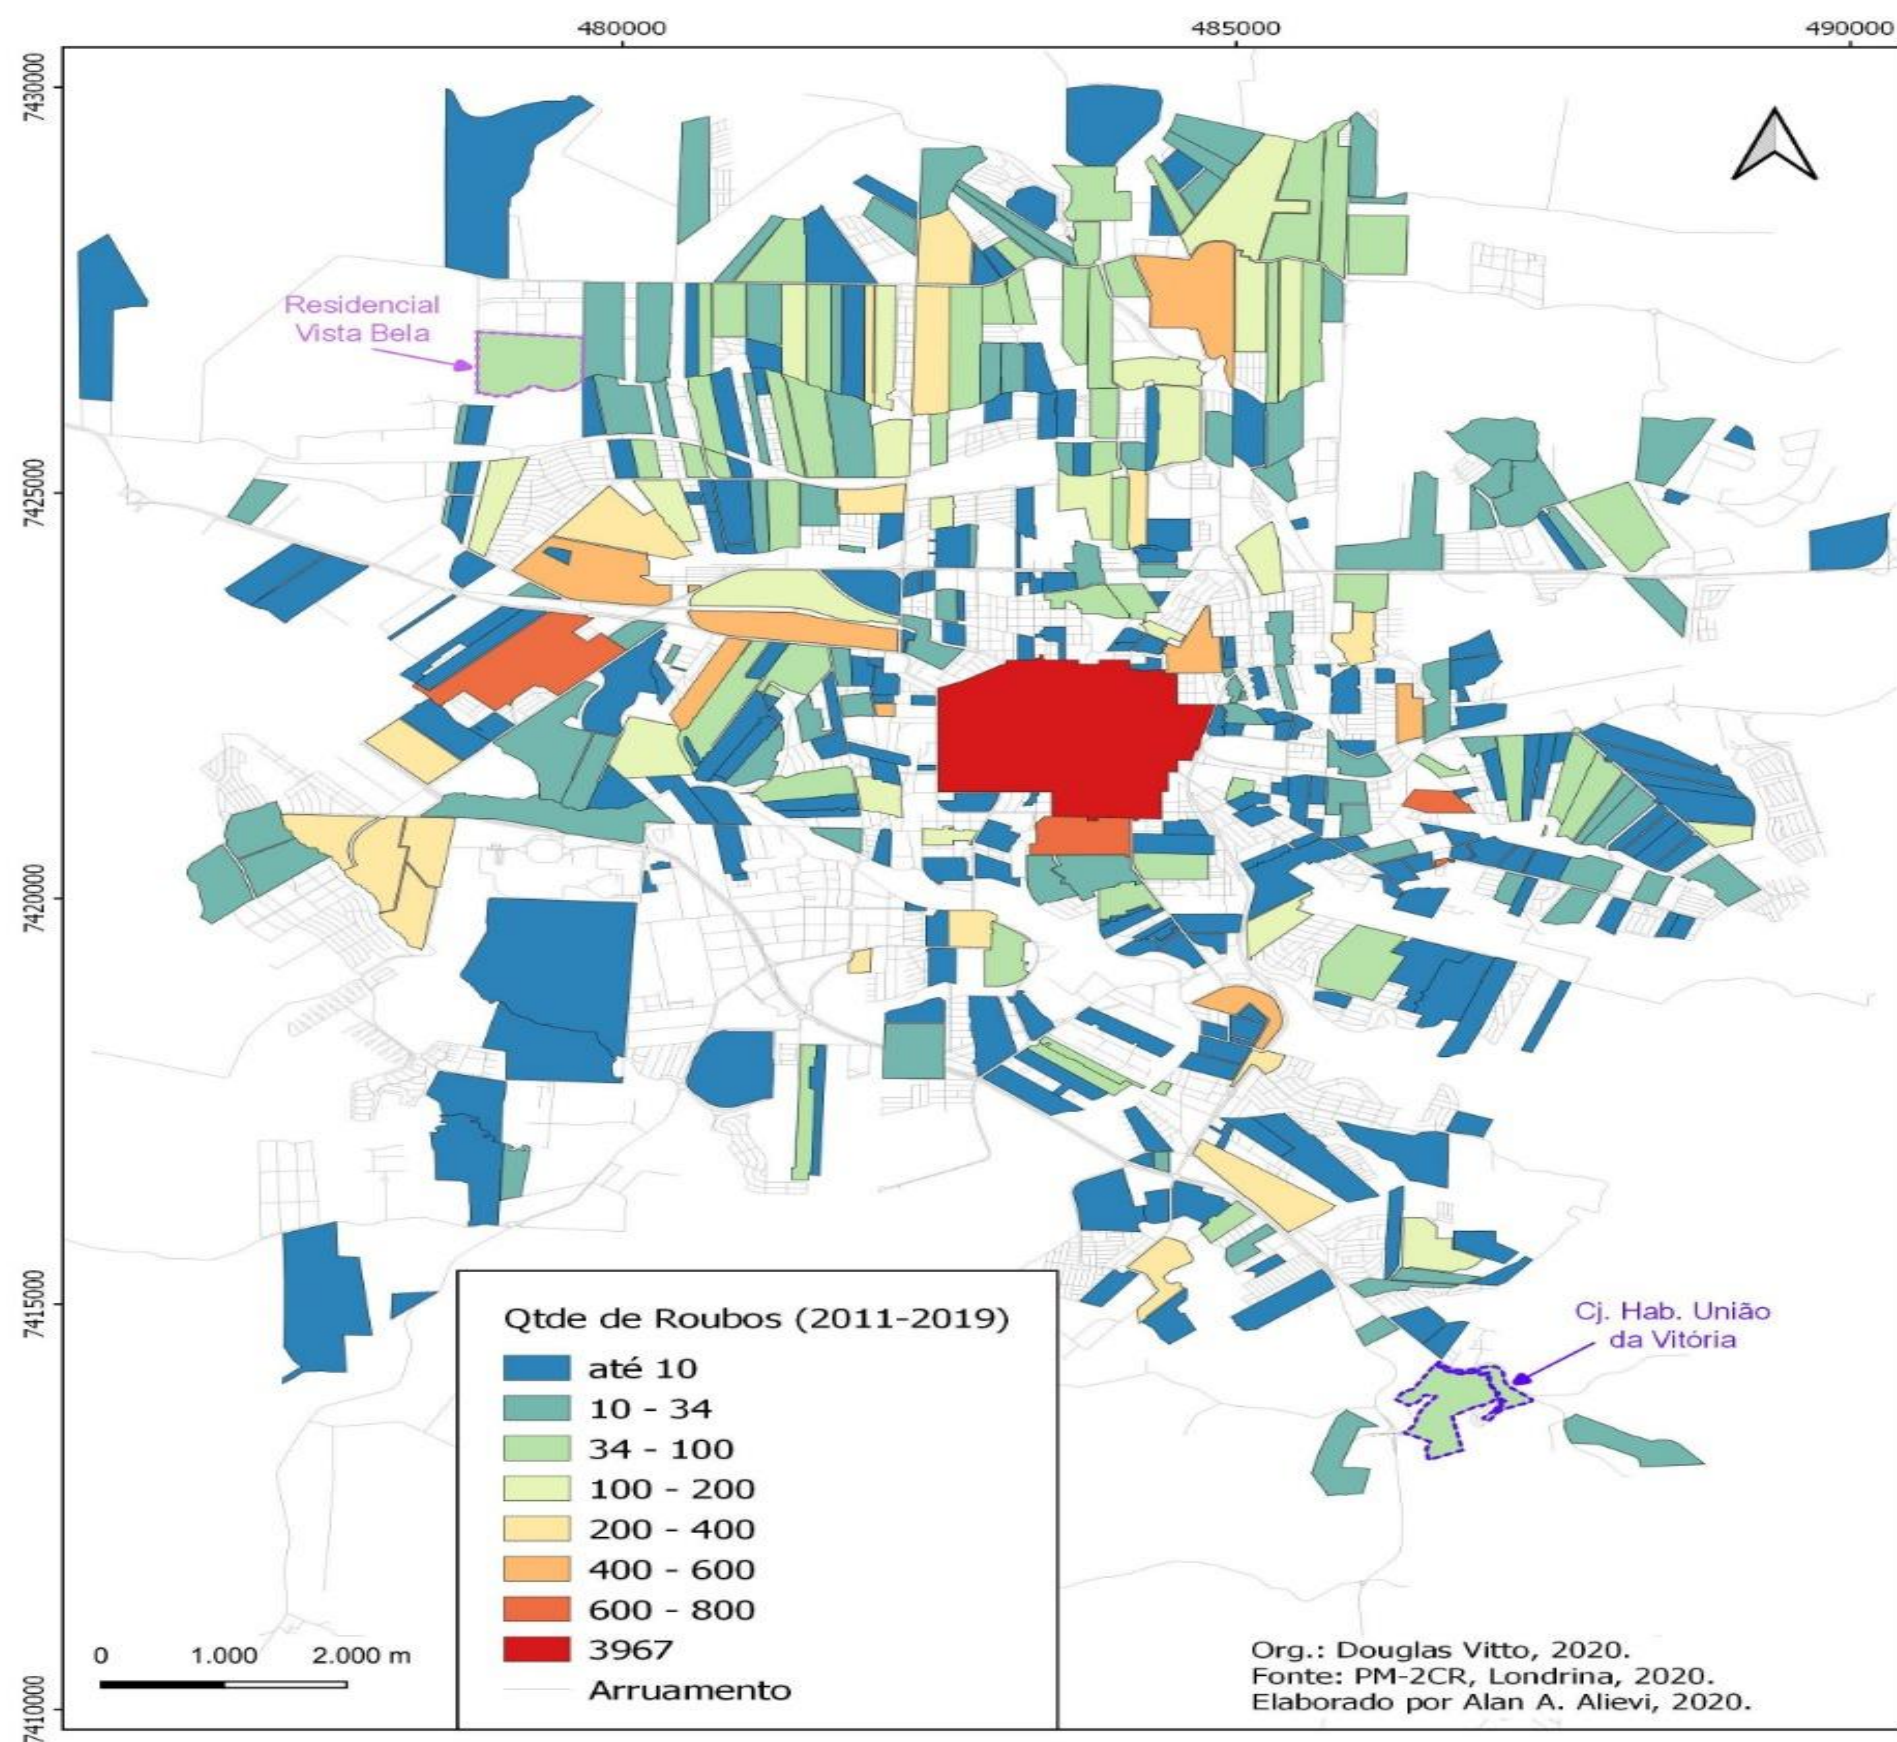 480000
485000
490000
7430000
7425000
7420000
7415000
7410000
Residencial
Vista Bela
Cj. Hab. União
da Vitória
Qtde de Roubos (2011-2019)
até 10
10 - 34
34 - 100
100 - 200
200 - 400
400 - 600
600 - 800
3967
Arruamento
0 1.000 2.000 m
Org.: Douglas Vitto, 2020.
Fonte: PM-2CR, Londrina, 2020.
Elaborado por Alan A. Alievi, 2020.